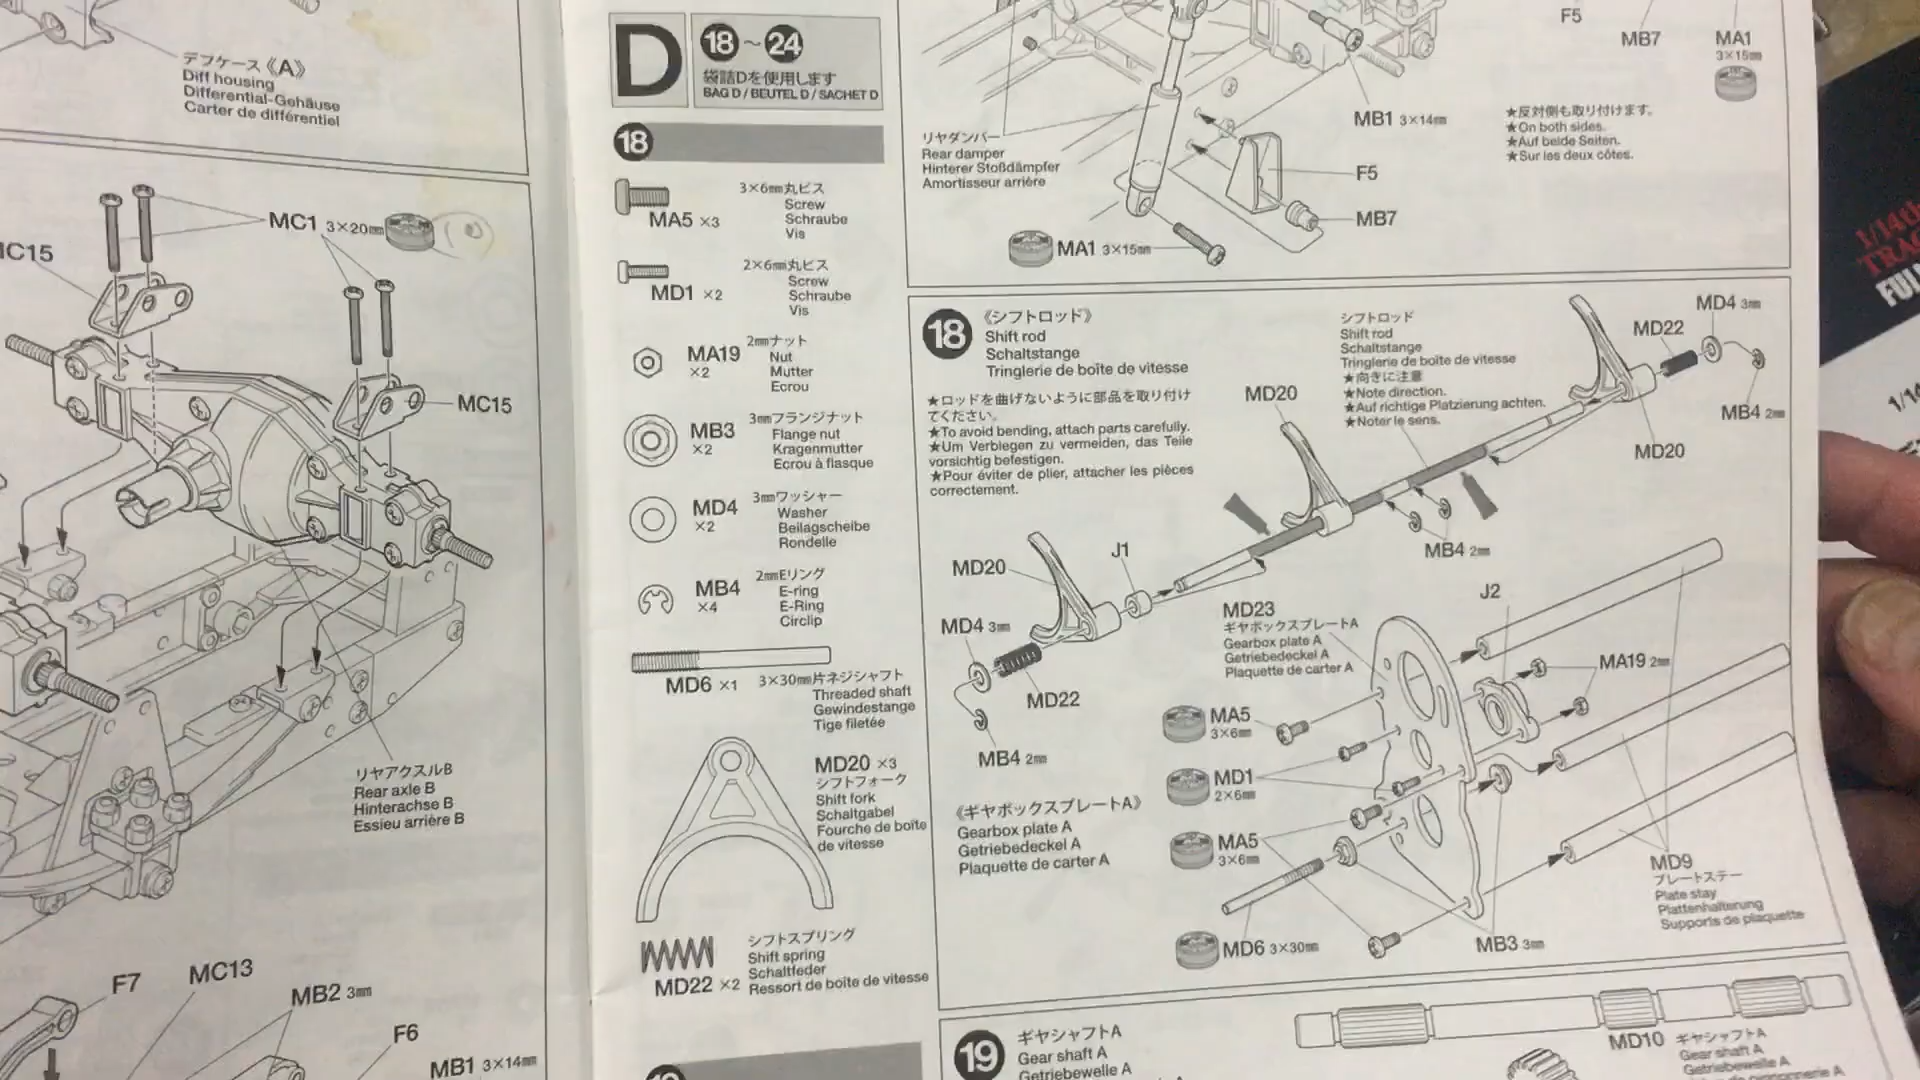 デフケース《A》
Diff housing
Differential-Gehäuse
Carter de différentiel
MC1 3×20㎜
MC15
MC15
リヤアクスルB
Rear axle B
Hinterachse B
Essieu arrière B
F7
MC13
MB2 3㎜
F6
MB1 3×14㎜
D
18～24
袋詰Dを使用します
BAG D / BEUTEL D / SACHET D
18
MA5 ×3
3×6㎜丸ビス
Screw
Schraube
Vis
MD1 ×2
2×6㎜丸ビス
Screw
Schraube
Vis
MA19
×2
2㎜ナット
Nut
Mutter
Ecrou
MB3
×2
3㎜フランジナット
Flange nut
Kragenmutter
Ecrou à flasque
MD4
×2
3㎜ワッシャー
Washer
Beilagscheibe
Rondelle
MB4
×4
2㎜Eリング
E-ring
E-Ring
Circlip
MD6 ×1
3×30㎜片ネジシャフト
Threaded shaft
Gewindestange
Tige filetée
MD20 ×3
シフトフォーク
Shift fork
Schaltgabel
Fourche de boîte
de vitesse
MD22 ×2
シフトスプリング
Shift spring
Schaltfeder
Ressort de boîte de vitesse
F5
MB7
MA1
3×15㎜
MB1 3×14㎜
リヤダンパー
Rear damper
Hinterer Stoßdämpfer
Amortisseur arrière
F5
MB7
MA1 3×15㎜
★反対側も取り付けます。
★On both sides.
★Auf beide Seiten.
★Sur les deux côtes.
18
《シフトロッド》
Shift rod
Schaltstange
Tringlerie de boîte de vitesse
★ロッドを曲げないように部品を取り付け
てください。
★To avoid bending, attach parts carefully.
★Um Verbiegen zu vermeiden, das Teile
vorsichtig befestigen.
★Pour éviter de plier, attacher les pièces
correctement.
シフトロッド
Shift rod
Schaltstange
Tringlerie de boîte de vitesse
★向きに注意
★Note direction.
★Auf richtige Platzierung achten.
★Noter le sens.
MD4 3㎜
MD22
MB4 2㎜
MD20
MD20
MB4 2㎜
J1
MD20
MD4 3㎜
MD22
MB4 2㎜
MD23
ギヤボックスプレートA
Gearbox plate A
Getriebedeckel A
Plaquette de carter A
J2
MA19 2㎜
MA5
3×6㎜
MD1
2×6㎜
MA5
3×6㎜
MD6 3×30㎜
MB3 3㎜
MD9
プレートステー
Plate stay
Plattenhalterung
Supports de plaquette
《ギヤボックスプレートA》
Gearbox plate A
Getriebedeckel A
Plaquette de carter A
19
ギヤシャフトA
Gear shaft A
Getriebewelle A
MD10
ギヤシャフトA
Gear shaft A
Getriebewelle A
1/14th